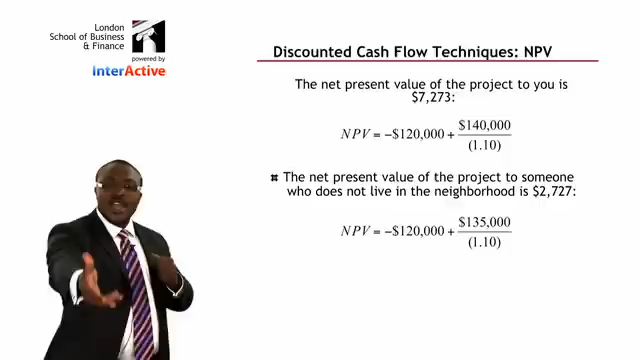 London
School of Business
& Finance
powered by
InterActive
Discounted Cash Flow Techniques: NPV
The net present value of the project to you is
$7,273:
NPV = –$120,000 + $140,000 / (1.10)
The net present value of the project to someone
who does not live in the neighborhood is $2,727:
NPV = –$120,000 + $135,000 / (1.10)